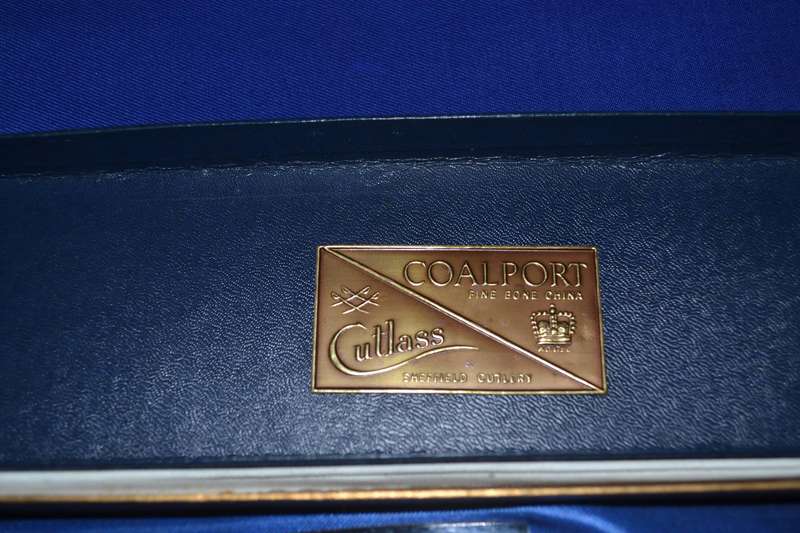 COALPORT
FINE BONE CHINA
Cutlass
SHEFFIELD CUTLERY